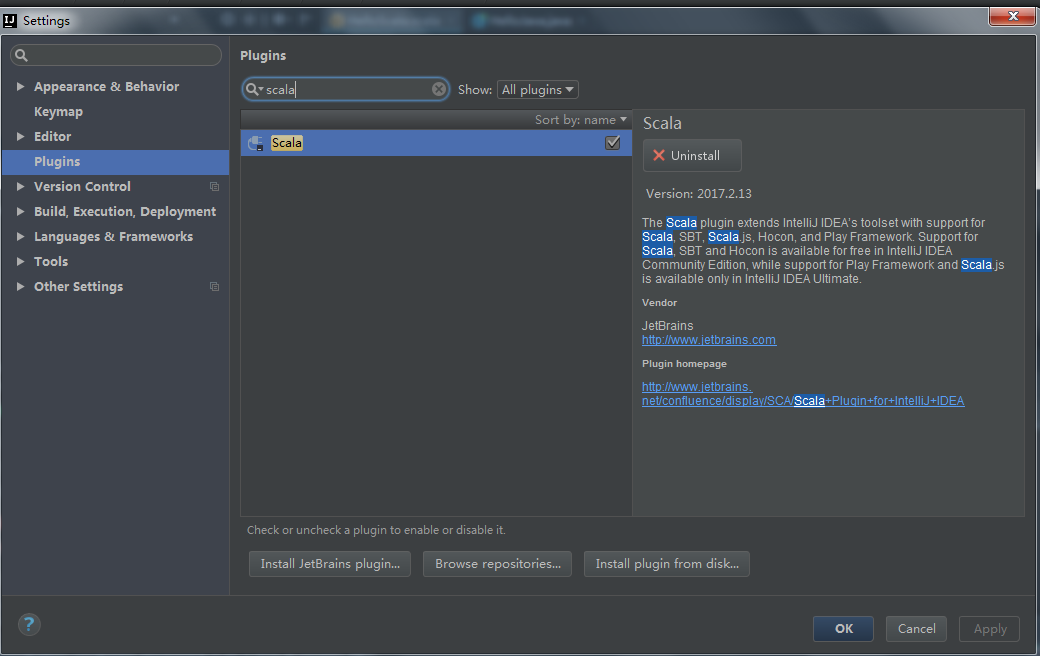 Settings
Appearance & Behavior
Keymap
Editor
Plugins
Version Control
Build, Execution, Deployment
Languages & Frameworks
Tools
Other Settings
Plugins
scala
Show: All plugins
Sort by: name
Scala
Scala
Uninstall
Version: 2017.2.13
The Scala plugin extends IntelliJ IDEA's toolset with support for
Scala, SBT, Scala.js, Hocon, and Play Framework. Support for
Scala, SBT and Hocon is available for free in IntelliJ IDEA
Community Edition, while support for Play Framework and Scala.js
is available only in IntelliJ IDEA Ultimate.
Vendor
JetBrains
http://www.jetbrains.com
Plugin homepage
http://www.jetbrains.
net/confluence/display/SCA/Scala+Plugin+for+IntelliJ+IDEA
Check or uncheck a plugin to enable or disable it.
Install JetBrains plugin...
Browse repositories...
Install plugin from disk...
?
OK
Cancel
Apply